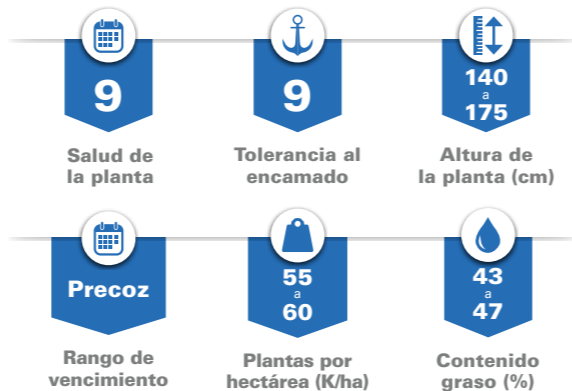 9
9
140
a
175
Salud de
la planta
Tolerancia al
encamado
Altura de
la planta (cm)
Precoz
55
a
60
43
a
47
Rango de
vencimiento
Plantas por
hectárea (K/ha)
Contenido
graso (%)